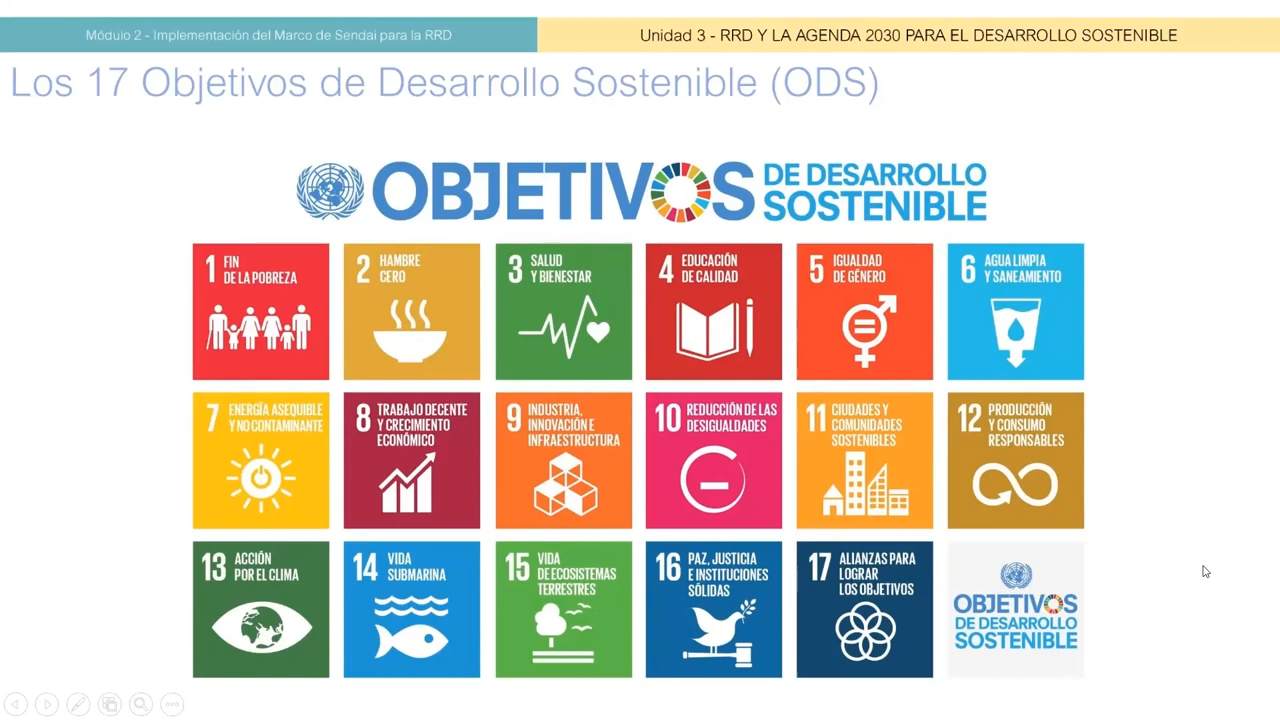 Módulo 2 - Implementación del Marco de Sendai para la RRD
Unidad 3 - RRD Y LA AGENDA 2030 PARA EL DESARROLLO SOSTENIBLE
Los 17 Objetivos de Desarrollo Sostenible (ODS)
OBJETIVOS
DE DESARROLLO
SOSTENIBLE
1 FIN
DE LA POBREZA
2 HAMBRE
CERO
3 SALUD
Y BIENESTAR
4 EDUCACIÓN
DE CALIDAD
5 IGUALDAD
DE GÉNERO
6 AGUA LIMPIA
Y SANEAMIENTO
7 ENERGÍA ASEQUIBLE
Y NO CONTAMINANTE
8 TRABAJO DECENTE
Y CRECIMIENTO
ECONÓMICO
9 INDUSTRIA,
INNOVACIÓN E
INFRAESTRUCTURA
10 REDUCCIÓN DE LAS
DESIGUALDADES
11 CIUDADES Y
COMUNIDADES
SOSTENIBLES
12 PRODUCCIÓN
Y CONSUMO
RESPONSABLES
13 ACCIÓN
POR EL CLIMA
14 VIDA
SUBMARINA
15 VIDA
DE ECOSISTEMAS
TERRESTRES
16 PAZ, JUSTICIA
E INSTITUCIONES
SÓLIDAS
17 ALIANZAS PARA
LOGRAR
LOS OBJETIVOS
OBJETIVOS
DE DESARROLLO
SOSTENIBLE